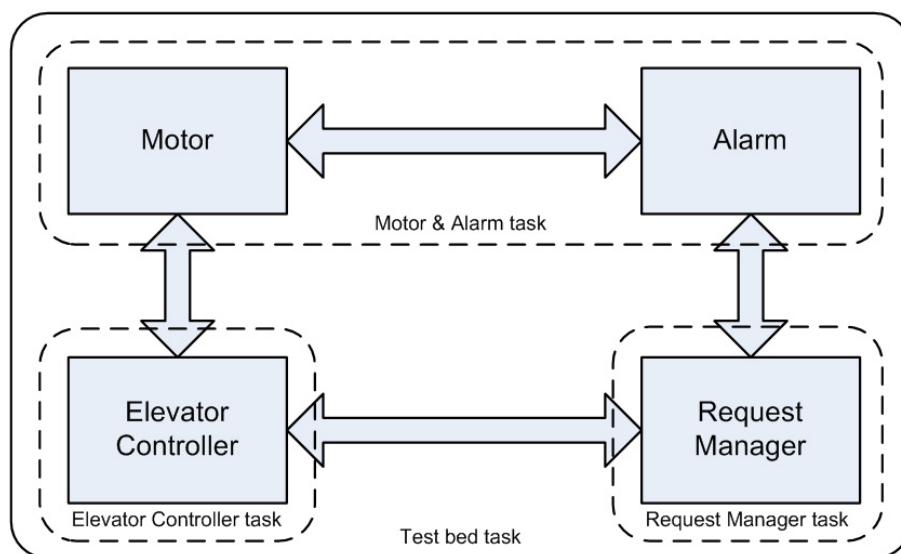 Motor
Alarm
Motor & Alarm task
Elevator
Controller
Request
Manager
Elevator Controller task
Request Manager task
Test bed task